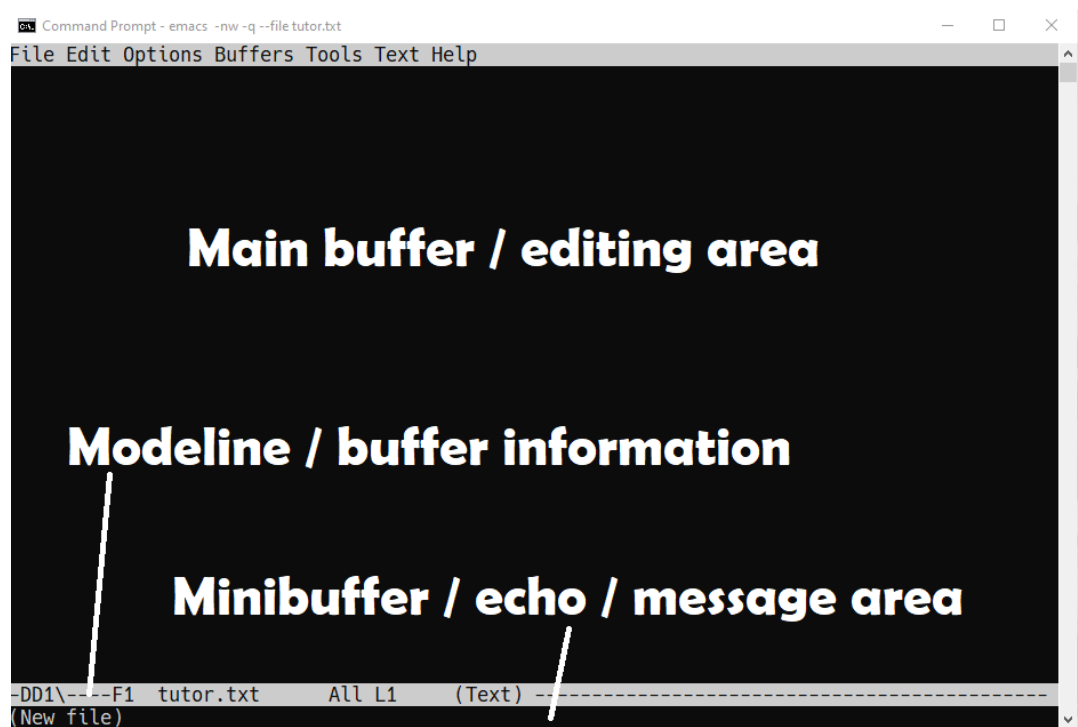 Command Prompt - emacs -nw -q --file tutor.txt
File Edit Options Buffers Tools Text Help
Main buffer / editing area
Modeline / buffer information
Minibuffer / echo / message area
-DD1\----F1  tutor.txt      All L1     (Text) ---------------------------------------------
(New file)